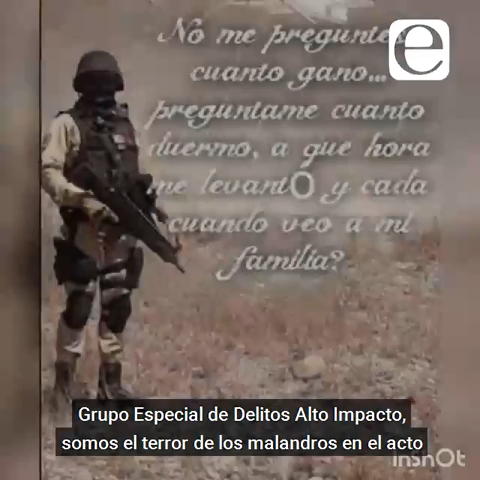 No me pregunten
cuanto gano...
preguntame cuanto
duermo, a que hora
me levantO y cada
cuando veo a mi
familia?
e
Grupo Especial de Delitos Alto Impacto,
somos el terror de los malandros en el acto
InShOt